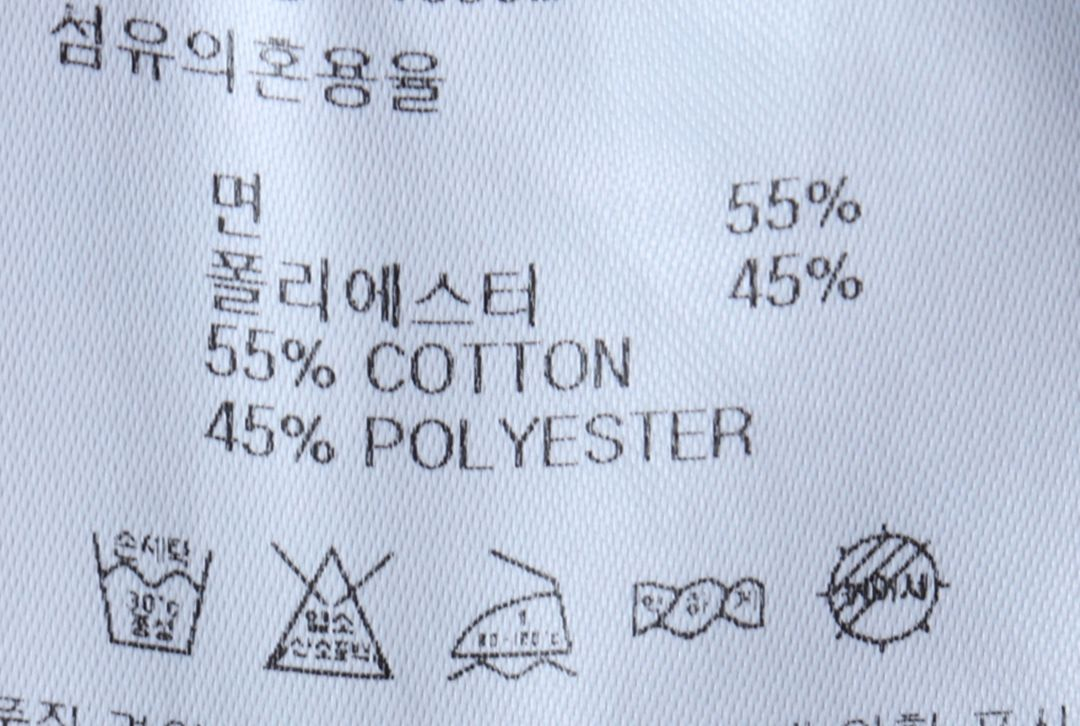 섬유의혼용율
면 55%
폴리에스터 45%
55% COTTON
45% POLYESTER
손세탁
30℃
중성
염소
산소표백
약하게